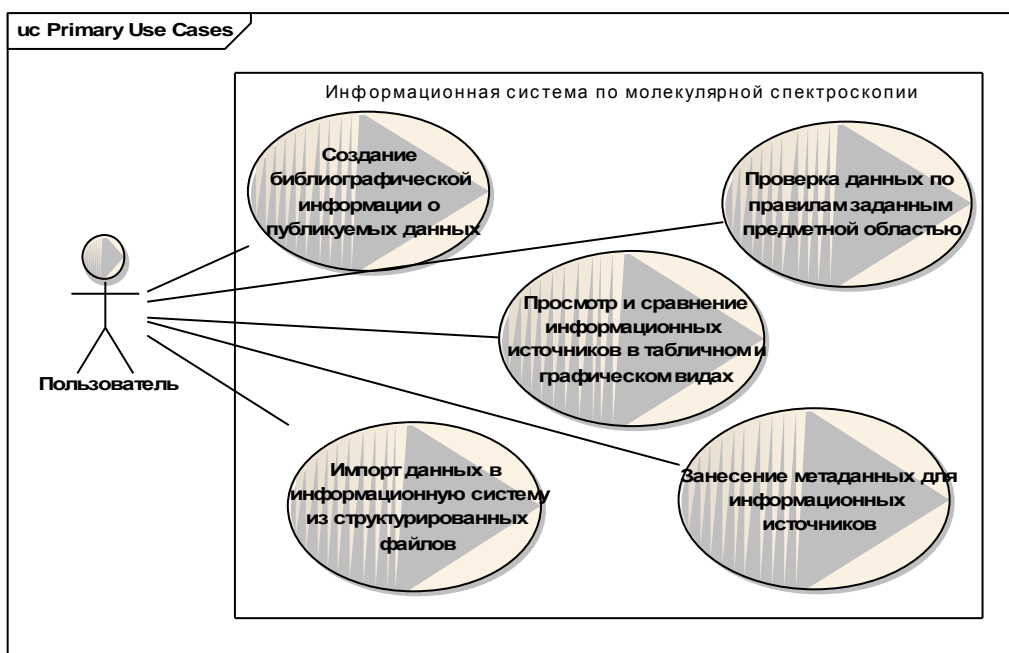 uc Primary Use Cases
Информационная система по молекулярной спектроскопии
Создание
библиографической
информации о
публикуемых данных
Проверка данных по
правилам заданным
предметной областью
Просмотр и сравнение
информационных
источников в табличном и
графическом видах
Пользователь
Импорт данных в
информационную систему
из структурированных
файлов
Занесение метаданных для
информационных
источников